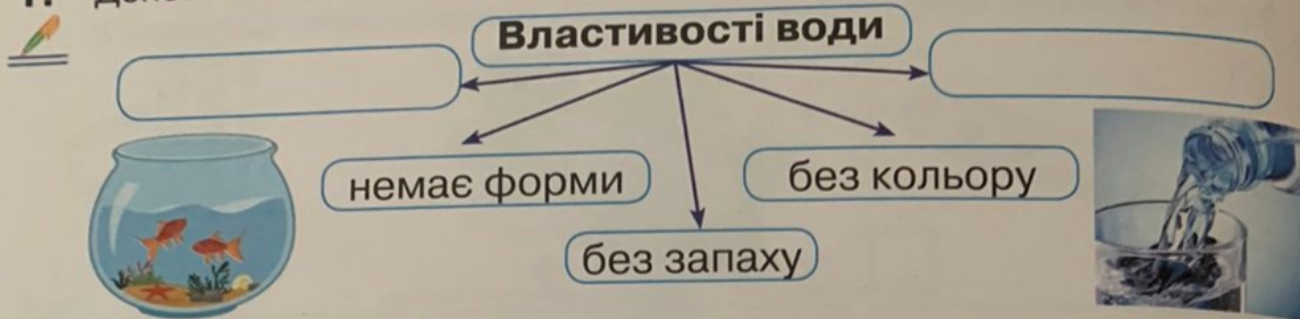 Властивості води
немає форми
без кольору
без запаху